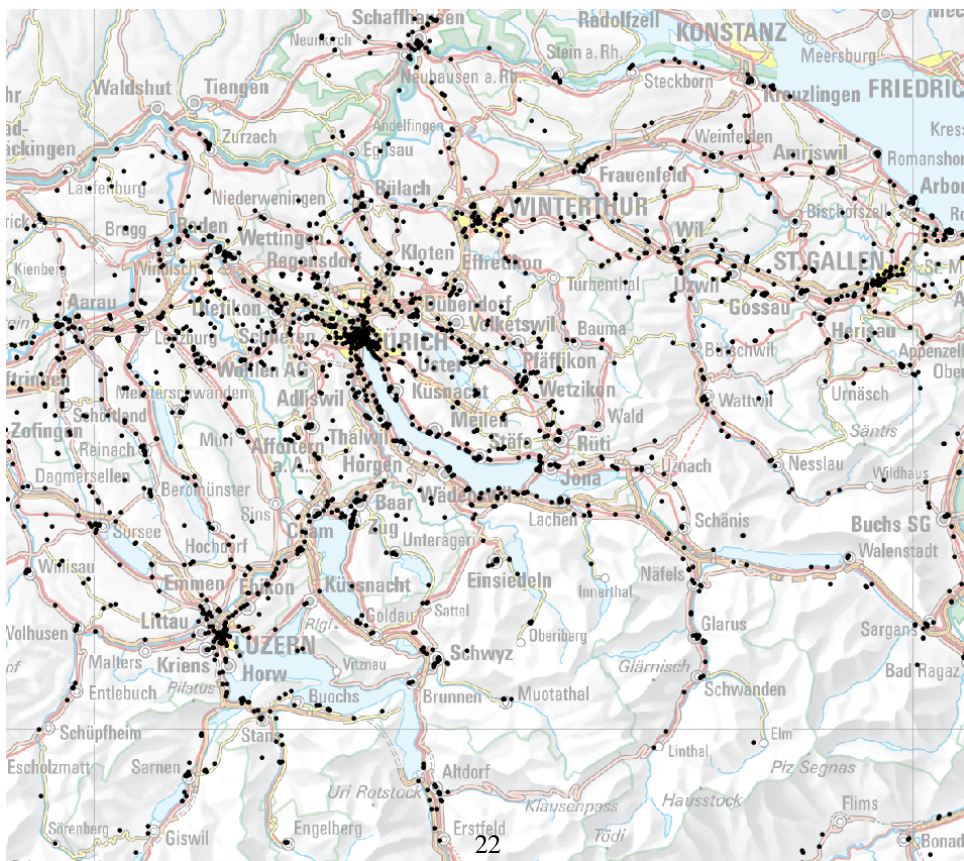 Schaffhausen
Radolfzell
KONSTANZ
Neunkirch
Stein a. Rh.
Meersburg
Neuhausen a. Rh.
Steckborn
Waldshut
Tiengen
Kreuzlingen
FRIEDRIC
Andelfingen
Zurzach
Weinfelden
Kress
äckingen
Eglisau
Amriswil
Romanshorn
Laufenburg
Frauenfeld
Arbon
Niederweningen
Bülach
WINTERTHUR
Bischofszell
Brugg
Baden
Wettingen
Kloten
Wil
Regensdorf
Effretikon
ST.GALLEN
Kienberg
Windisch
Turbenthal
Uzwil
Aarau
Dietikon
Dübendorf
Gossau
Volketswil
Bauma
Herisau
Lenzburg
Schlieren
ZÜRICH
Uster
Pfäffikon
Bütschwil
Appenzell
Wohlen AG
Küsnacht
Wetzikon
Ober
Meisterschwanden
Adliswil
Wattwil
Urnäsch
Schöftland
Meilen
Wald
Zofingen
Muri
Affoltern
a. A.
Thalwil
Stäfa
Rüti
Säntis
Reinach
Horgen
Uznach
Nesslau
Wildhaus
Dagmersellen
Beromünster
Wädenswil
Jona
Sins
Baar
Lachen
Cham
Zug
Schänis
Buchs SG
Sursee
Hochdorf
Unterägeri
Walenstadt
Willisau
Emmen
Ebikon
Küssnacht
Einsiedeln
Näfels
Innerthal
Littau
Rigi
Goldau
Sattel
Wolhusen
LUZERN
Oberiberg
Glarus
Sargans
Malters
Kriens
Vitznau
Schwyz
Glärnisch
Bad Ragaz
Horw
Pilatus
Entlebuch
Buochs
Brunnen
Muotathal
Schwanden
Schüpfheim
Stans
Linthal
Elm
Escholzmatt
Sarnen
Altdorf
Piz Segnas
Uri Rotstock
Klausenpass
Hausstock
Flims
Sörenberg
Giswil
Engelberg
Erstfeld
Tödi
Bonad
22